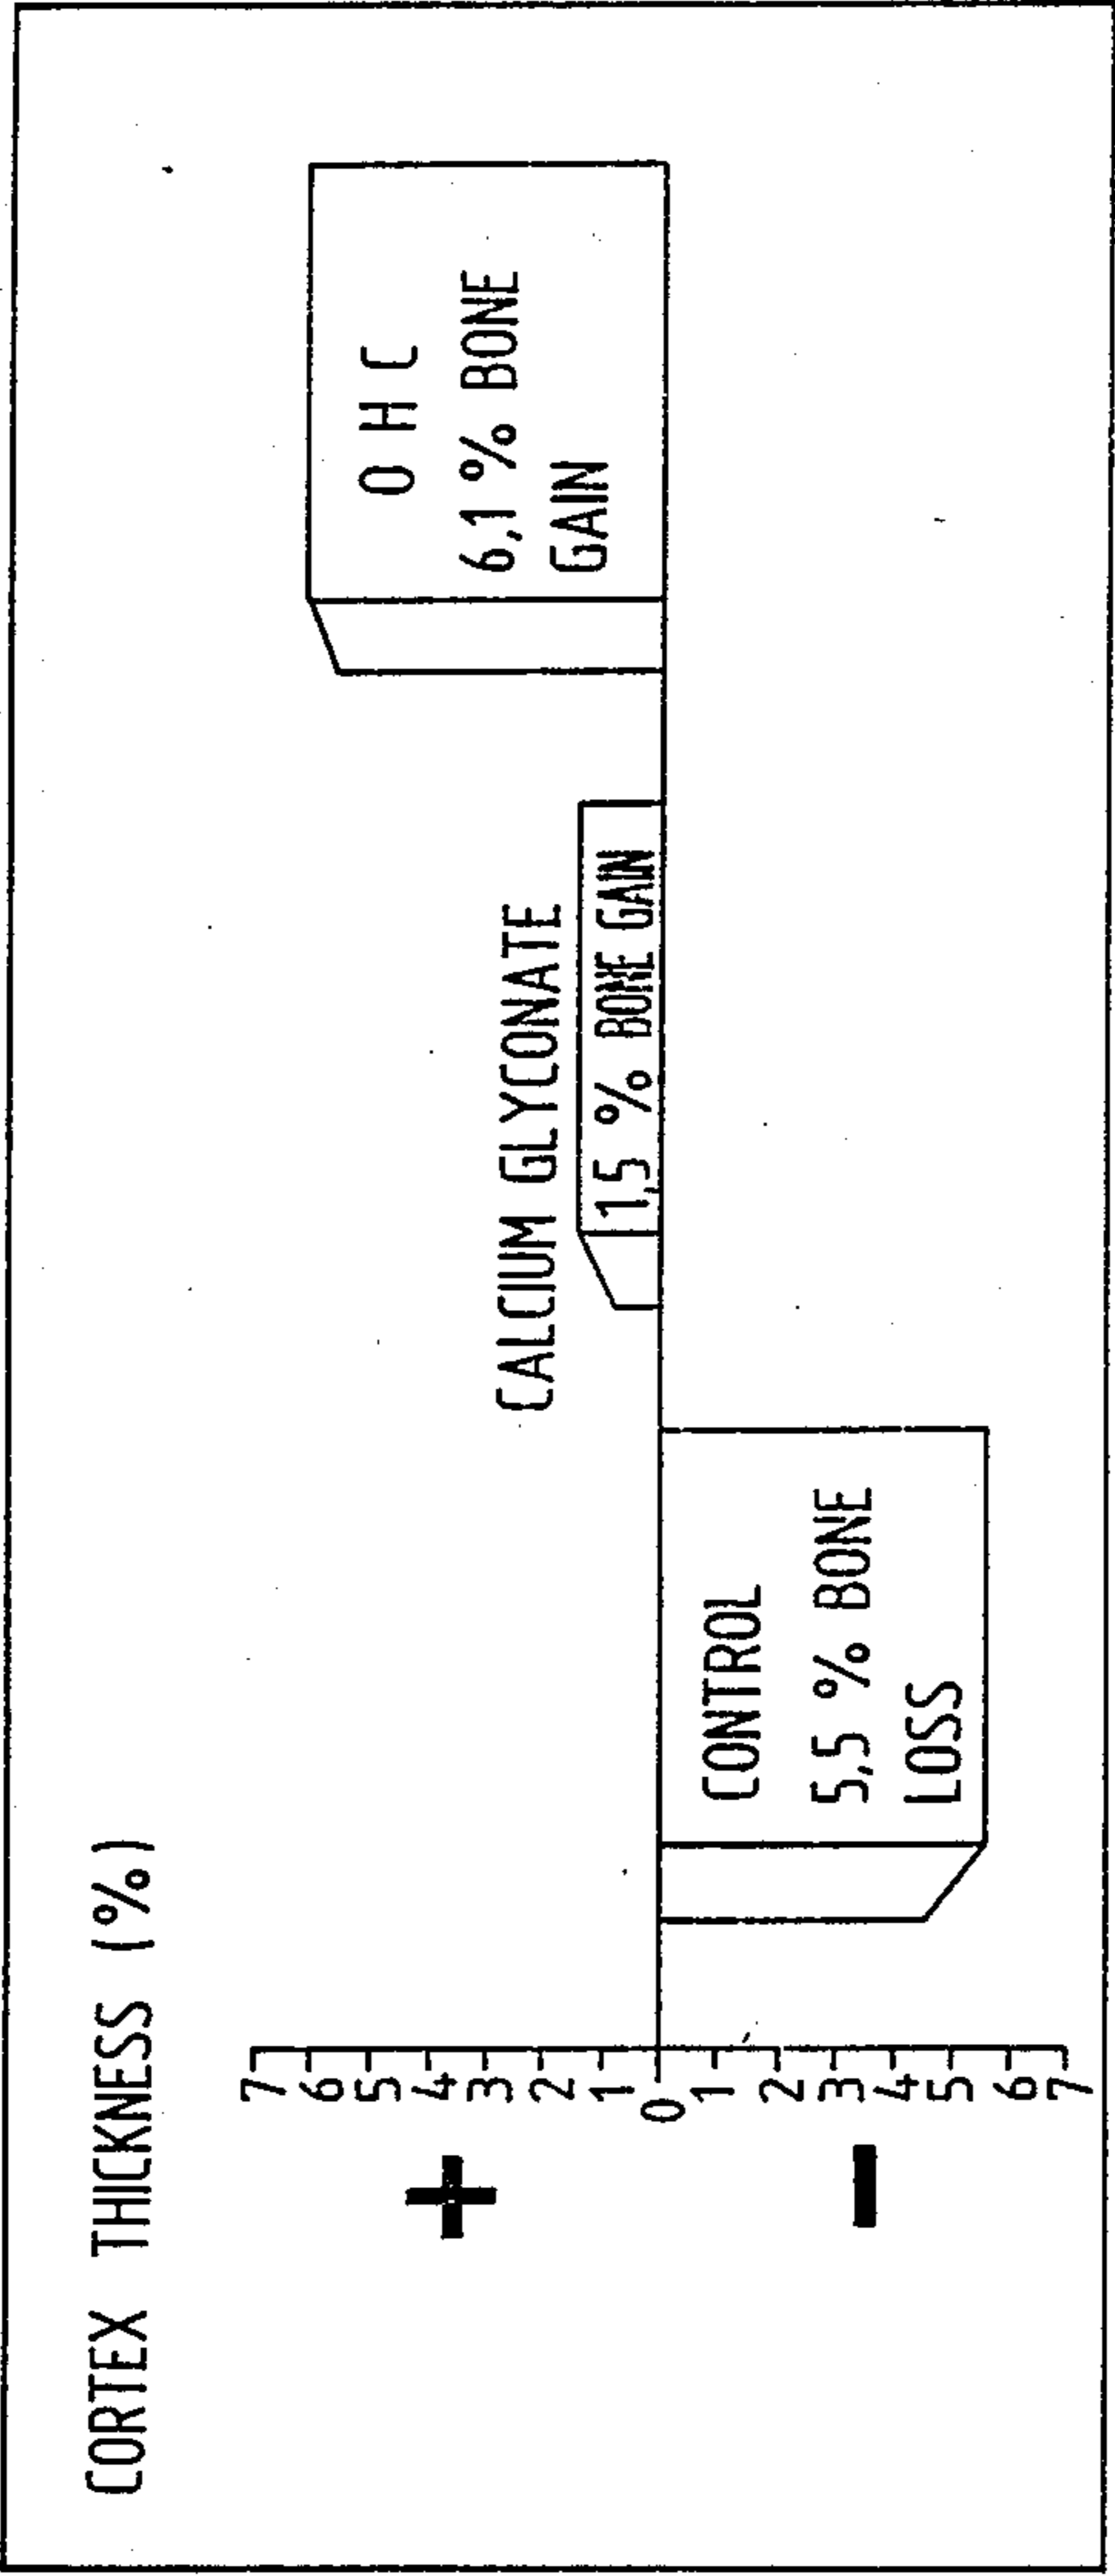 CORTEX THICKNESS (%)
+
7
6
5
4
3
2
1
0
1
2
3
4
5
6
7
−
CONTROL
5,5 % BONE
LOSS
CALCIUM GLYCONATE
1,5 % BONE GAIN
O H C
6,1 % BONE
GAIN